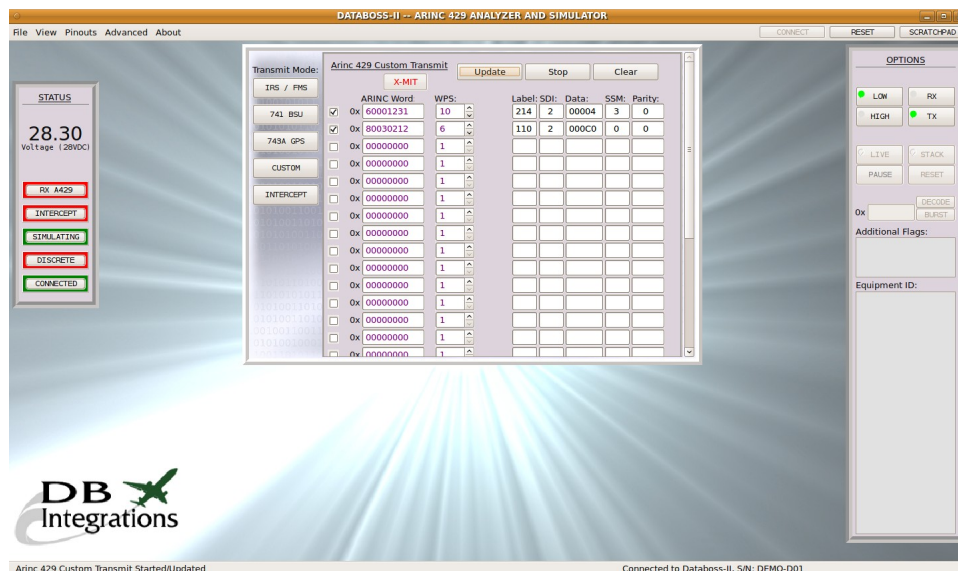 DATABOSS-II -- ARINC 429 ANALYZER AND SIMULATOR
File View Pinouts Advanced About CONNECT RESET SCRATCHPAD
STATUS
28.30
Voltage (28VDC)
RX A429
INTERCEPT
SIMULATING
DISCRETE
CONNECTED
Transmit Mode:
IRS / FMS
741 BSU
743A GPS
CUSTOM
INTERCEPT
Arinc 429 Custom Transmit Update Stop Clear
X-MIT
ARINC Word WPS: Label: SDI: Data: SSM: Parity:
0x 60001231 10 214 2 00004 3 0
0x 80030212 6 110 2 000C0 0 0
0x 00000000 1
0x 00000000 1
0x 00000000 1
0x 00000000 1
0x 00000000 1
0x 00000000 1
0x 00000000 1
0x 00000000 1
0x 00000000 1
0x 00000000 1
0x 00000000 1
0x 00000000 1
0x 00000000 1
OPTIONS
LOW RX
HIGH TX
LIVE STACK
PAUSE RESET
DECODE
0x BURST
Additional Flags:
Equipment ID:
DB
Integrations
Arinc 429 Custom Transmit Started/Updated Connected to Databoss-II, S/N: DEMO-D01